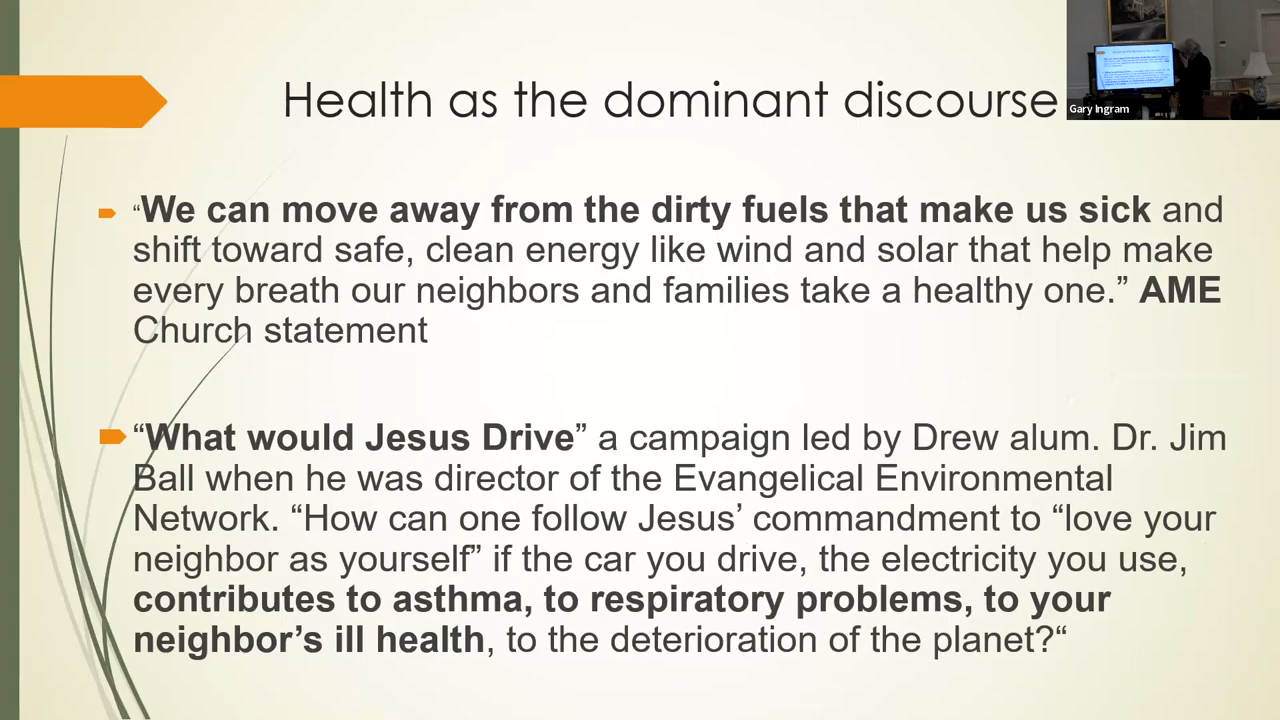 Health as the dominant discourse
Gary Ingram
“We can move away from the dirty fuels that make us sick and
shift toward safe, clean energy like wind and solar that help make
every breath our neighbors and families take a healthy one.” AME
Church statement
“What would Jesus Drive” a campaign led by Drew alum. Dr. Jim
Ball when he was director of the Evangelical Environmental
Network. “How can one follow Jesus’ commandment to “love your
neighbor as yourself” if the car you drive, the electricity you use,
contributes to asthma, to respiratory problems, to your
neighbor’s ill health, to the deterioration of the planet?“